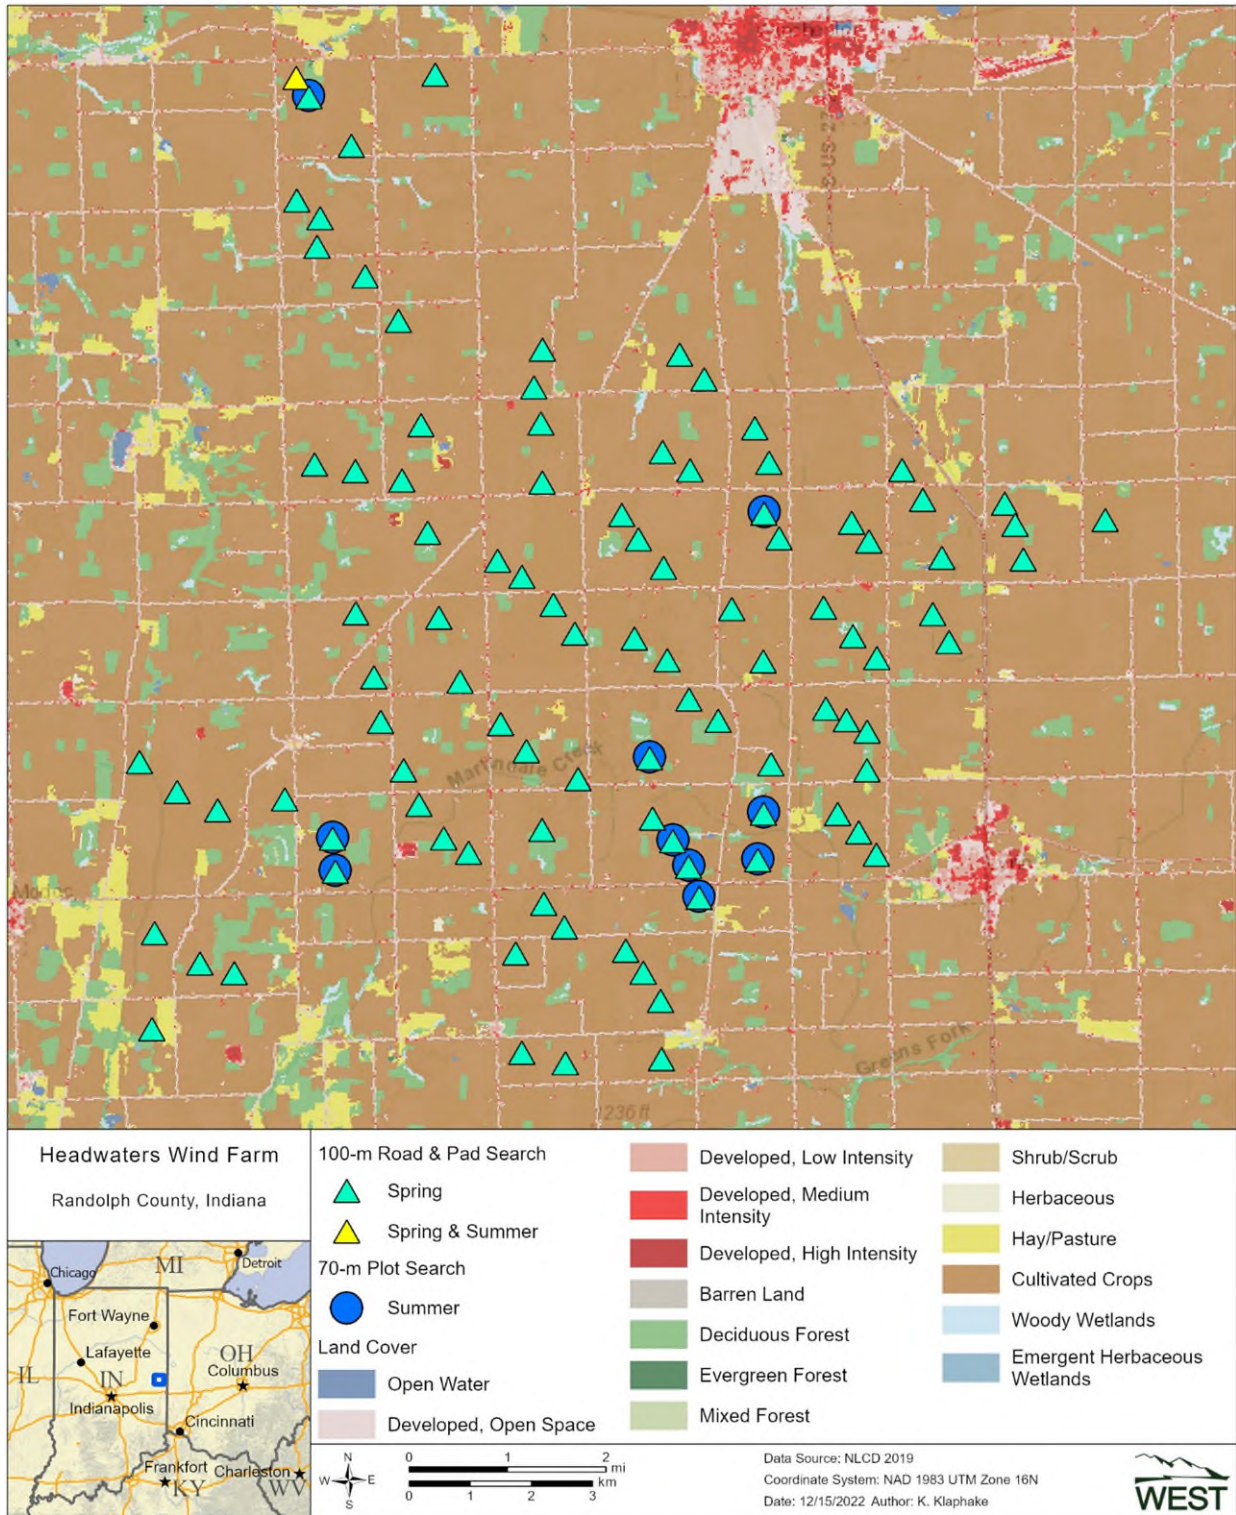 S US-27
Martindale Creek
Modoc
Greens Fork
1236 ft
Headwaters Wind Farm
Randolph County, Indiana
Chicago
MI
Detroit
Fort Wayne
Lafayette
OH
Columbus
IL
IN
Indianapolis
Cincinnati
Frankfort
KY
Charleston
WV
100-m Road & Pad Search
Spring
Spring & Summer
70-m Plot Search
Summer
Land Cover
Open Water
Developed, Open Space
Developed, Low Intensity
Developed, Medium
Intensity
Developed, High Intensity
Barren Land
Deciduous Forest
Evergreen Forest
Mixed Forest
Shrub/Scrub
Herbaceous
Hay/Pasture
Cultivated Crops
Woody Wetlands
Emergent Herbaceous
Wetlands
N
W E
S
0 1 2
mi
km
0 1 2 3
Data Source: NLCD 2019
Coordinate System: NAD 1983 UTM Zone 16N
Date: 12/15/2022 Author: K. Klaphake
WEST